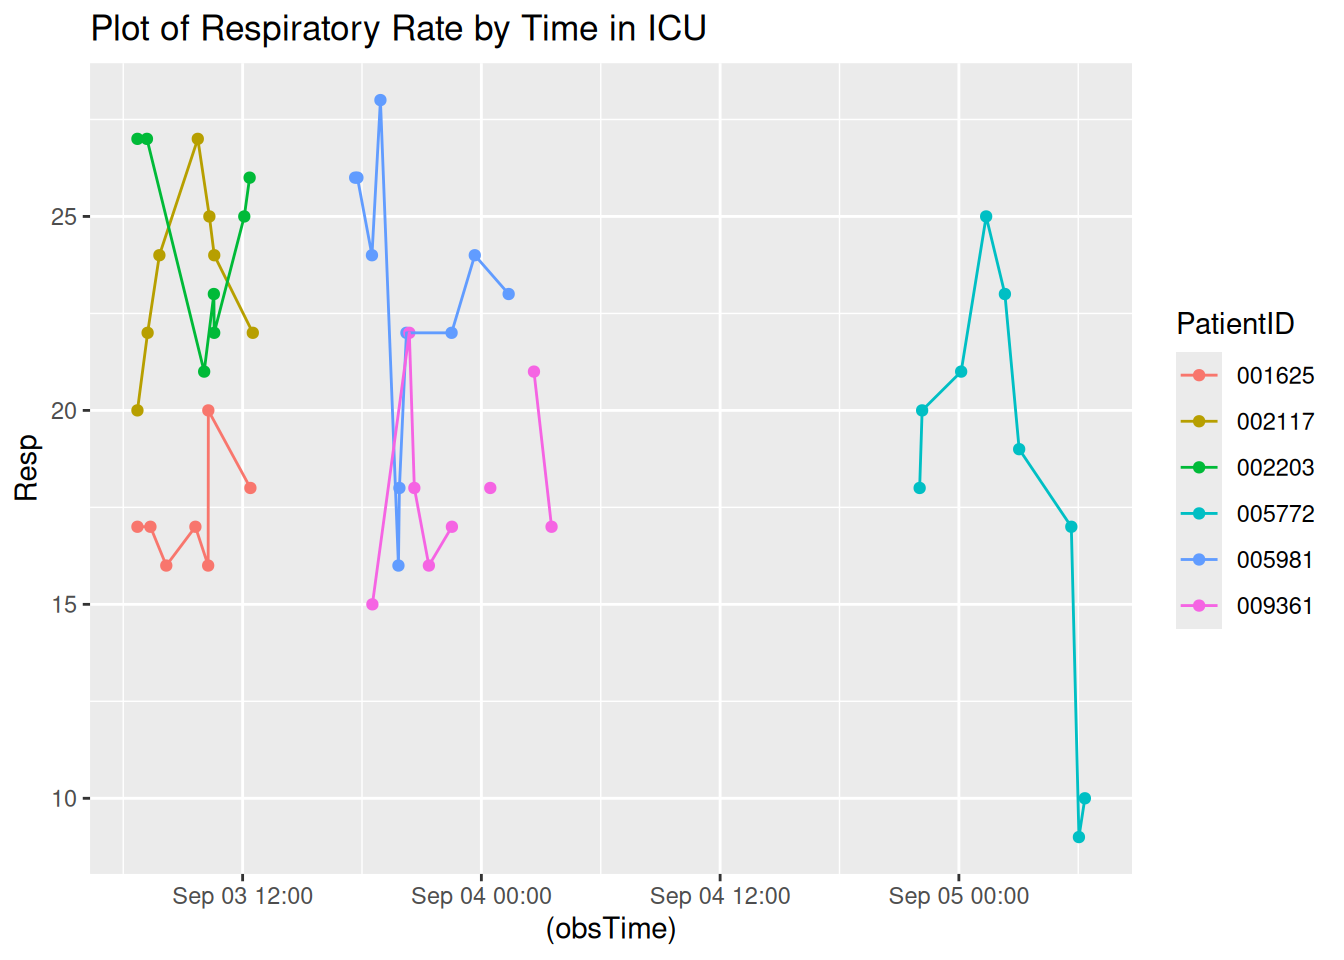 Plot of Respiratory Rate by Time in ICU
Resp
25
20
15
10
Sep 03 12:00
Sep 04 00:00
Sep 04 12:00
Sep 05 00:00
(obsTime)
PatientID
001625
002117
002203
005772
005981
009361